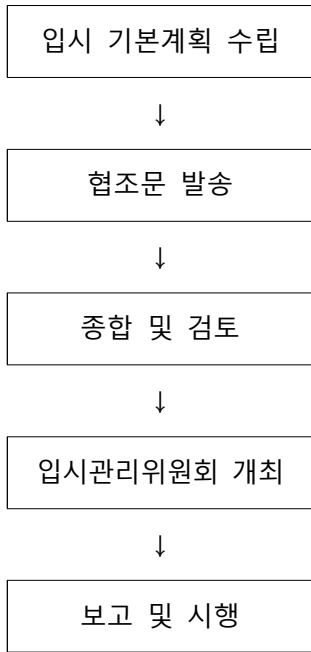 입시 기본계획 수립
↓
협조문 발송
↓
종합 및 검토
↓
입시관리위원회 개최
↓
보고 및 시행